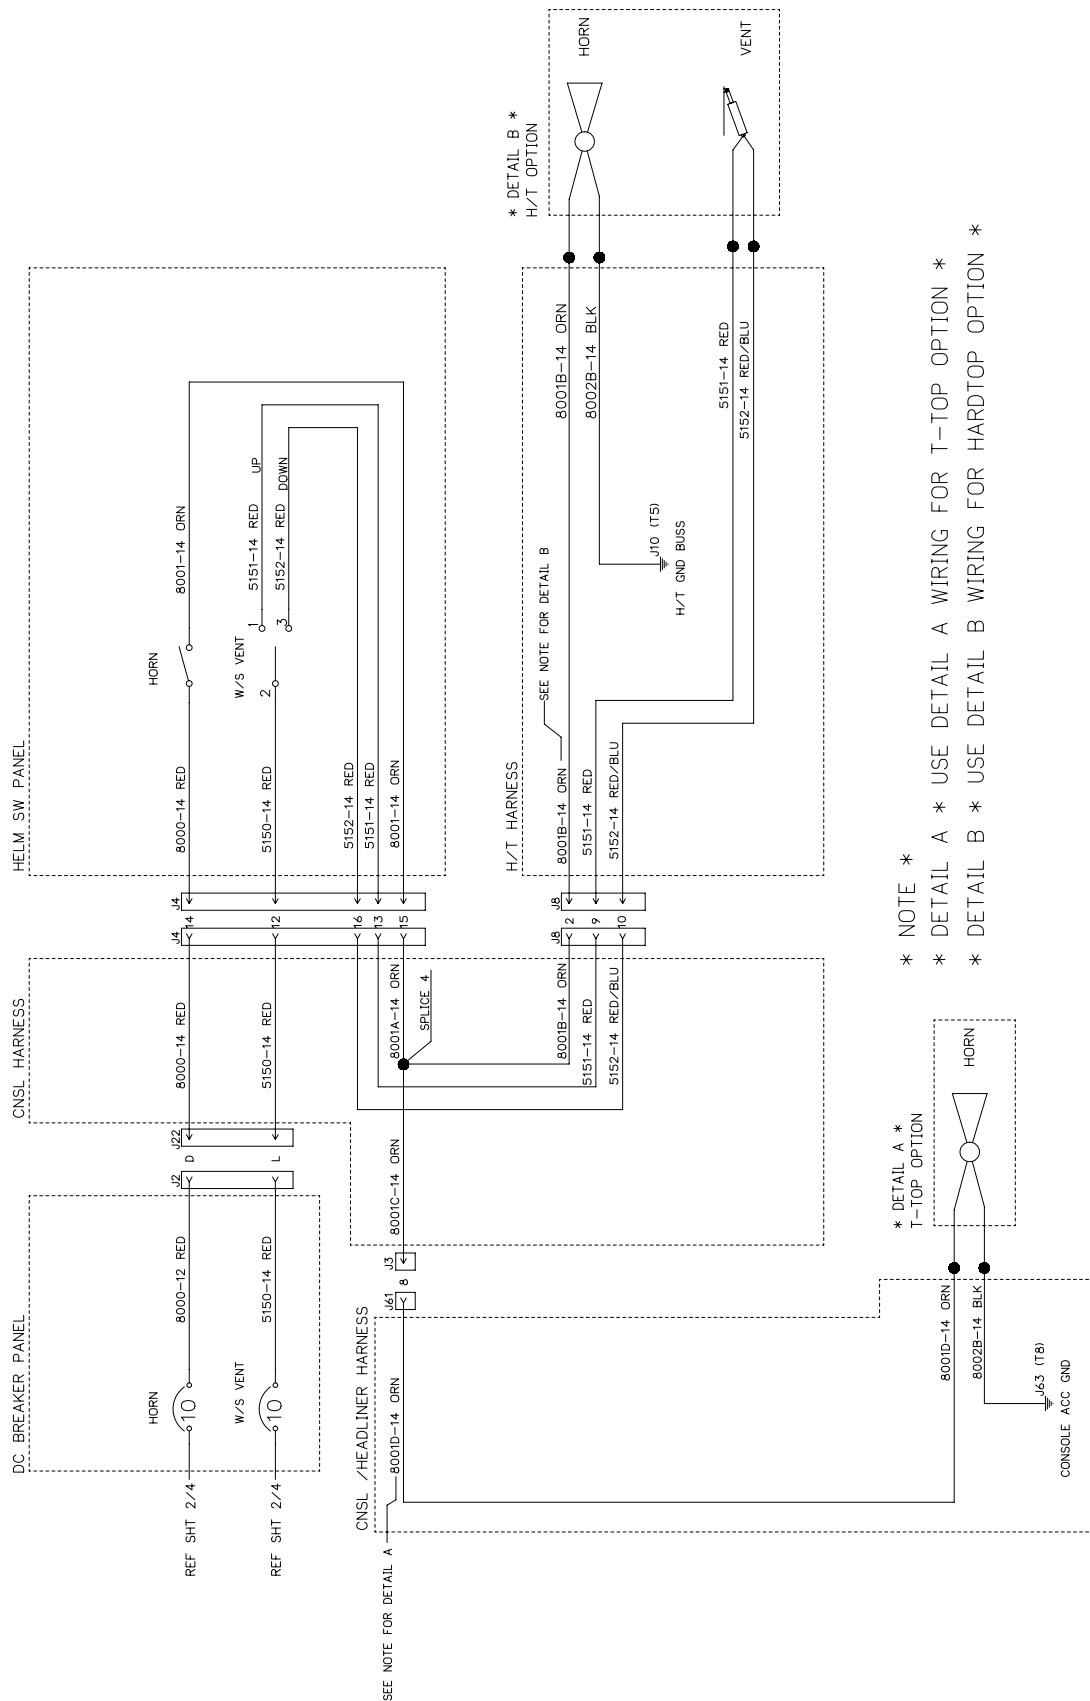 DC BREAKER PANEL
REF SHT 2/4
HORN
10
8000-12 RED
REF SHT 2/4
W/S VENT
10
5150-14 RED
J2
J22
D
L
CNSL HARNESS
8000-14 RED
5150-14 RED
8001A-14 ORN
SPLICE 4
8001C-14 ORN
8001B-14 ORN
5151-14 RED
5152-14 RED/BLU
J4
J4
14
12
16
13
15
HELM SW PANEL
8000-14 RED
HORN
8001-14 ORN
5150-14 RED
W/S VENT
2
1
3
5151-14 RED
UP
5152-14 RED
DOWN
5152-14 RED
5151-14 RED
8001-14 ORN
J8
J8
2
9
10
H/T HARNESS
8001B-14 ORN
5151-14 RED
5152-14 RED/BLU
SEE NOTE FOR DETAIL B
J10 (T5)
H/T GND BUSS
8001B-14 ORN
8002B-14 BLK
5151-14 RED
5152-14 RED/BLU
* DETAIL B *
H/T OPTION
HORN
VENT
J3
8
J61
CNSL /HEADLINER HARNESS
SEE NOTE FOR DETAIL A
8001D-14 ORN
8001D-14 ORN
8002B-14 BLK
J63 (T8)
CONSOLE ACC GND
* DETAIL A *
T-TOP OPTION
HORN
* NOTE *
* DETAIL A * USE DETAIL A WIRING FOR T-TOP OPTION *
* DETAIL B * USE DETAIL B WIRING FOR HARDTOP OPTION *